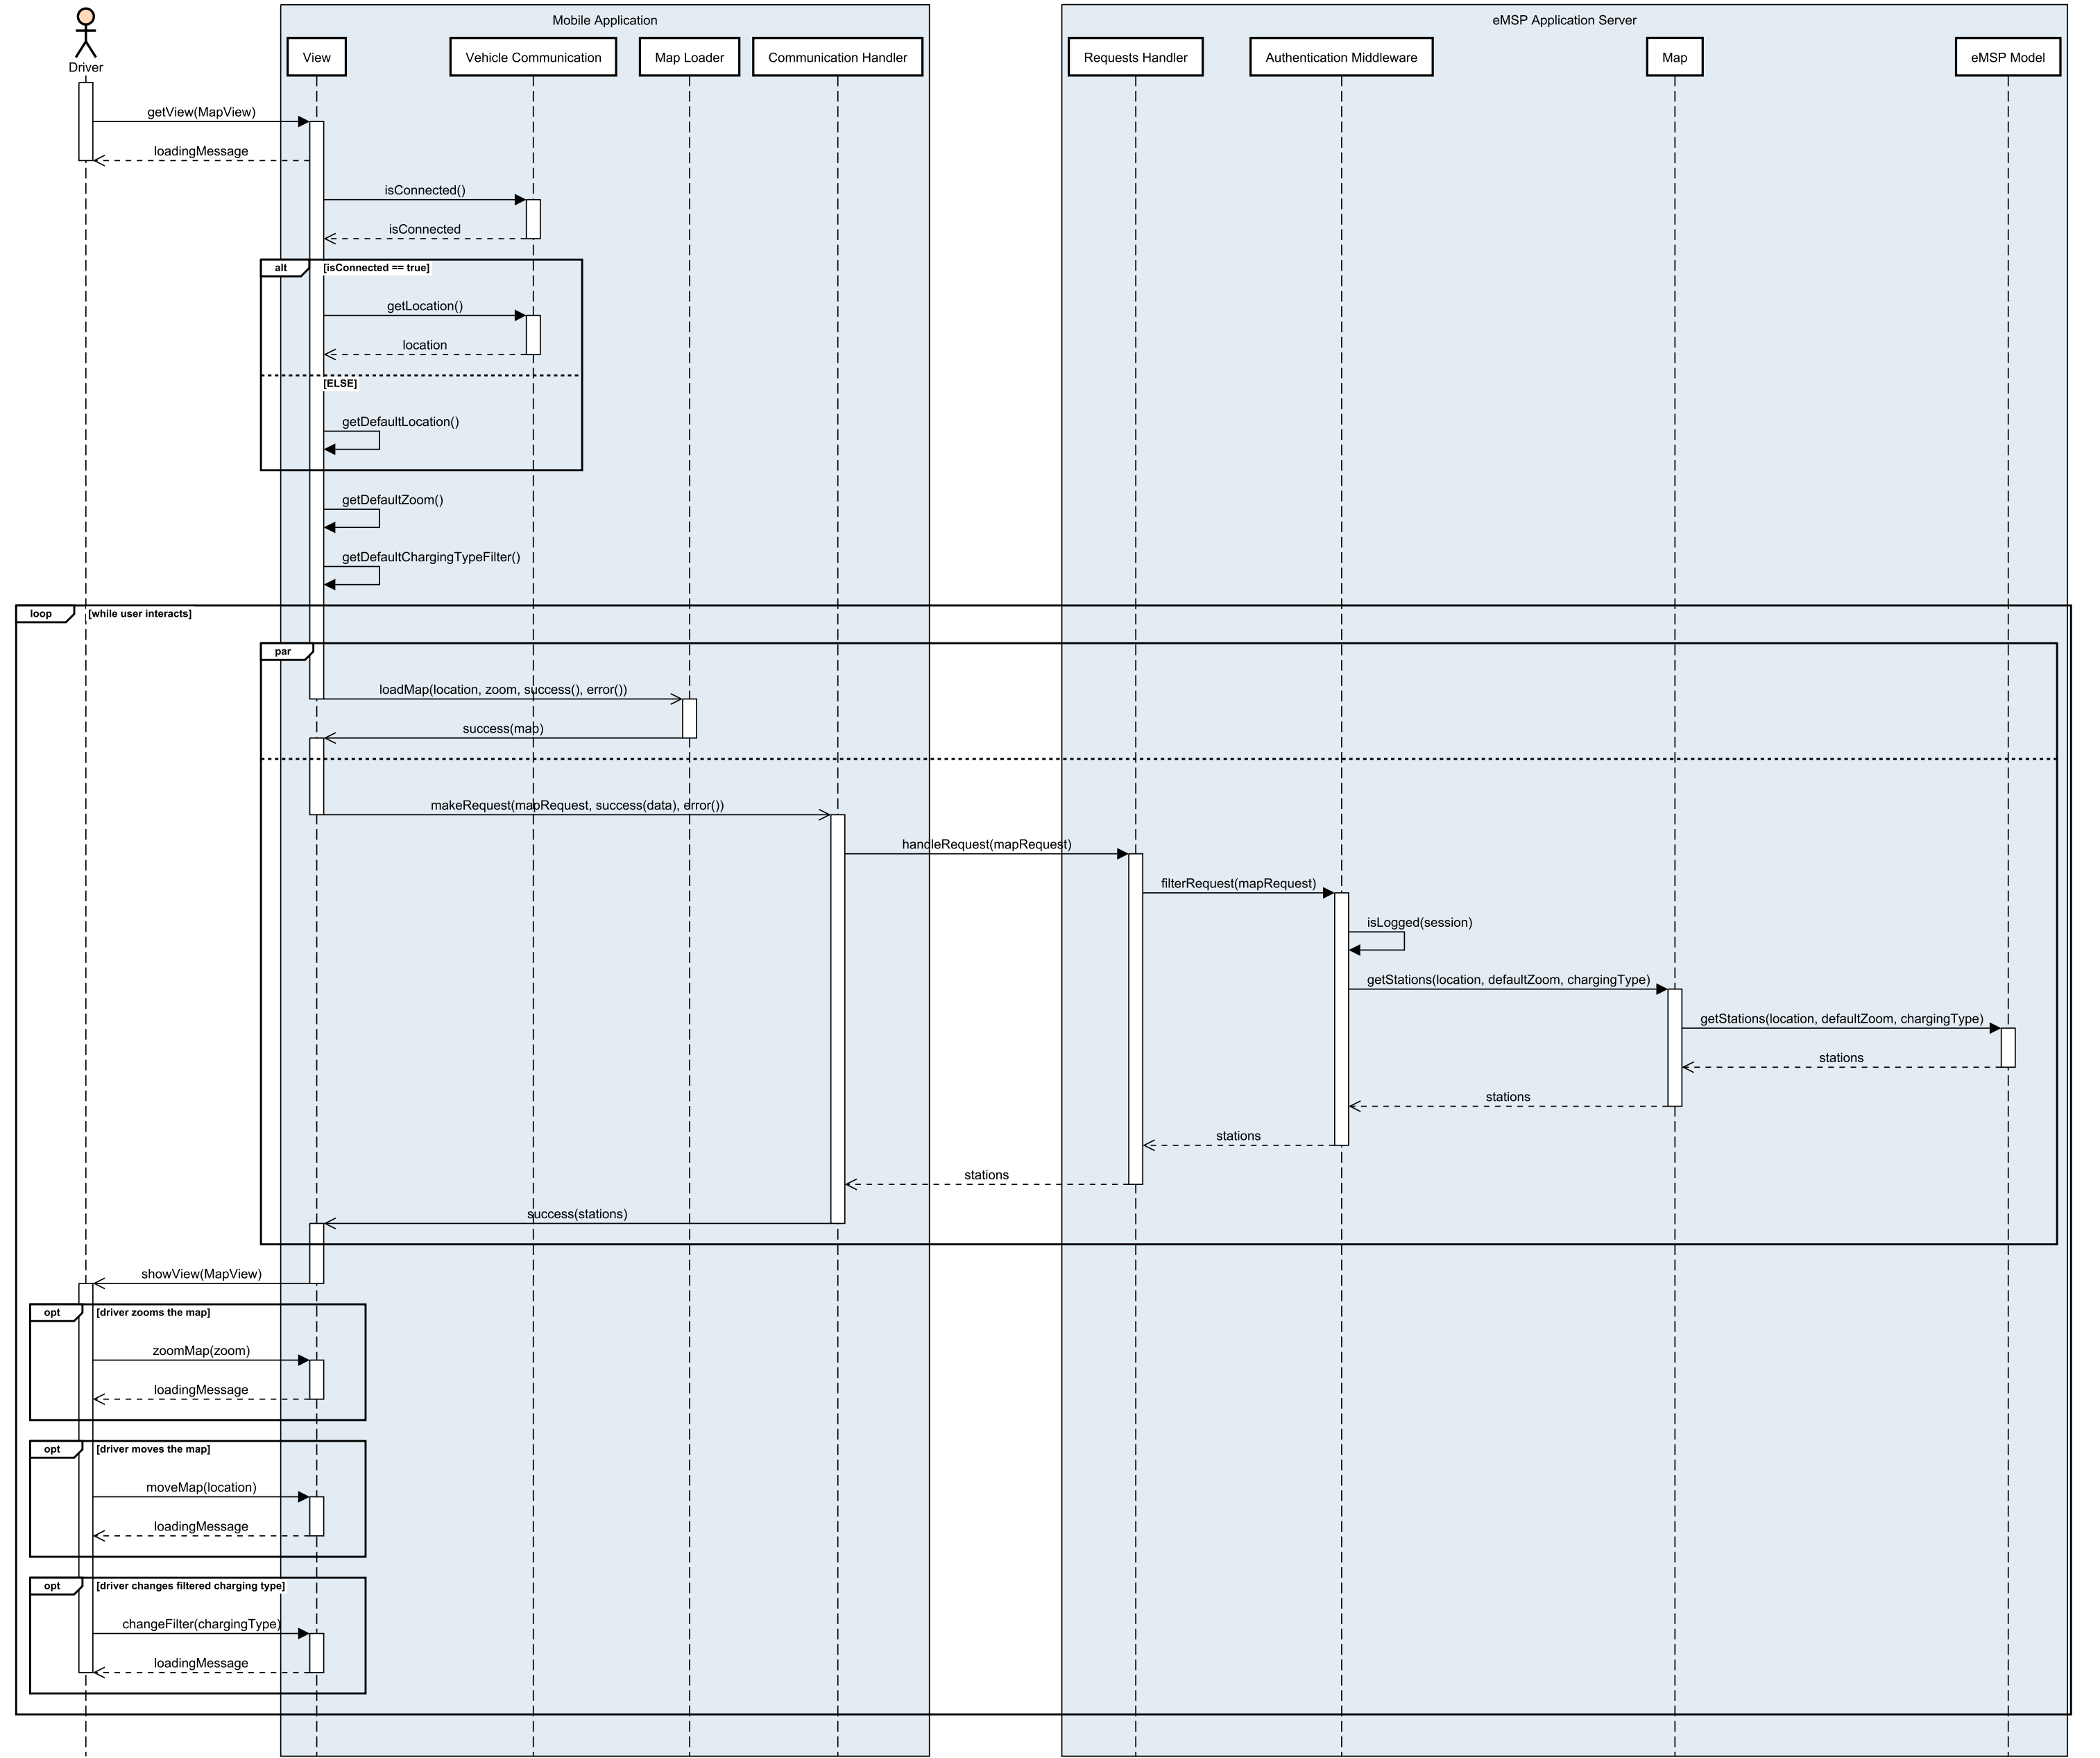 Mobile Application
eMSP Application Server
Driver
View
Vehicle Communication
Map Loader
Communication Handler
Requests Handler
Authentication Middleware
Map
eMSP Model
getView(MapView)
loadingMessage
isConnected()
isConnected
alt
[isConnected == true]
getLocation()
location
[ELSE]
getDefaultLocation()
getDefaultZoom()
getDefaultChargingTypeFilter()
loop
[while user interacts]
par
loadMap(location, zoom, success(), error())
success(map)
makeRequest(mapRequest, success(data), error())
handleRequest(mapRequest)
filterRequest(mapRequest)
isLogged(session)
getStations(location, defaultZoom, chargingType)
getStations(location, defaultZoom, chargingType)
stations
stations
stations
stations
success(stations)
showView(MapView)
opt
[driver zooms the map]
zoomMap(zoom)
loadingMessage
opt
[driver moves the map]
moveMap(location)
loadingMessage
opt
[driver changes filtered charging type]
changeFilter(chargingType)
loadingMessage